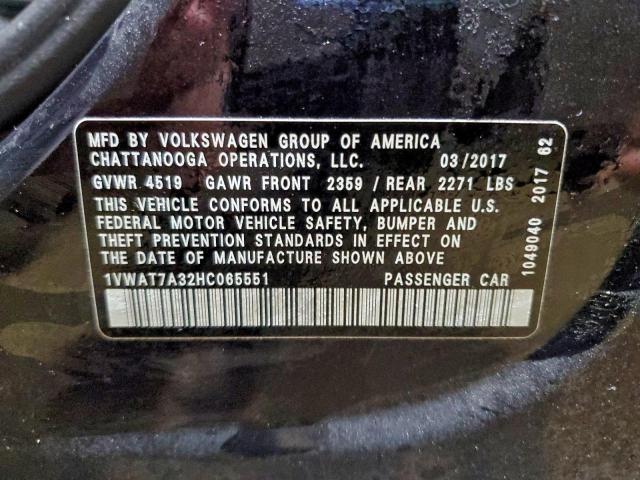 MFD BY VOLKSWAGEN GROUP OF AMERICA
CHATTANOOGA OPERATIONS, LLC. 03/2017
GVWR 4519 GAWR FRONT 2359 / REAR 2271 LBS
THIS VEHICLE CONFORMS TO ALL APPLICABLE U.S.
FEDERAL MOTOR VEHICLE SAFETY, BUMPER AND
THEFT PREVENTION STANDARDS IN EFFECT ON
THE DATE OF MANUFACTURE SHOWN ABOVE
1VWAT7A32HC065551 PASSENGER CAR
1049040 2017 62